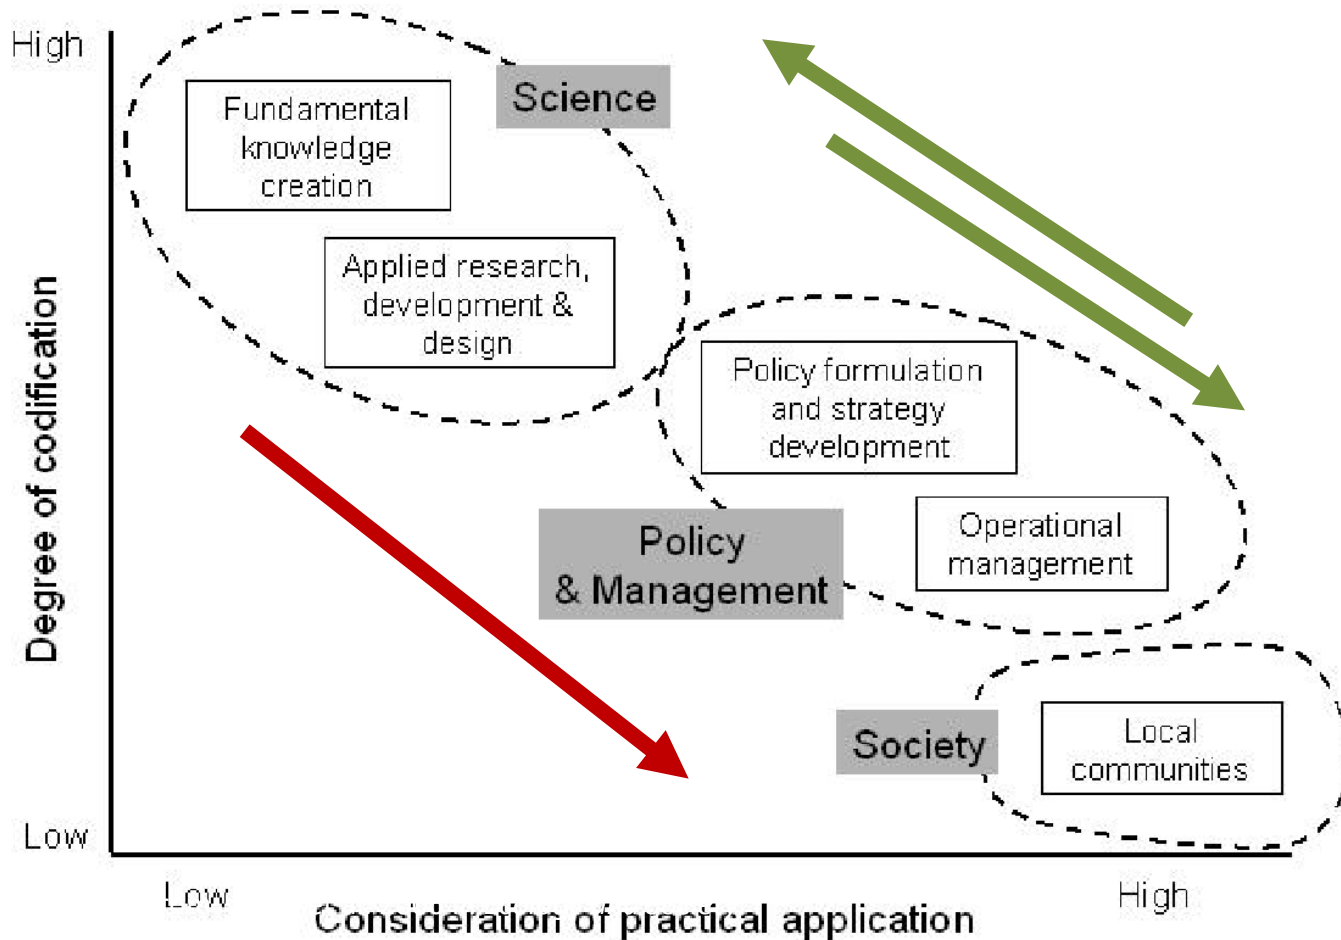 High
Science
Fundamental
knowledge
creation
Applied research,
development &
design
Policy formulation
and strategy
development
Policy
& Management
Operational
management
Society
Local
communities
Degree of codification
Low
Low
High
Consideration of practical application